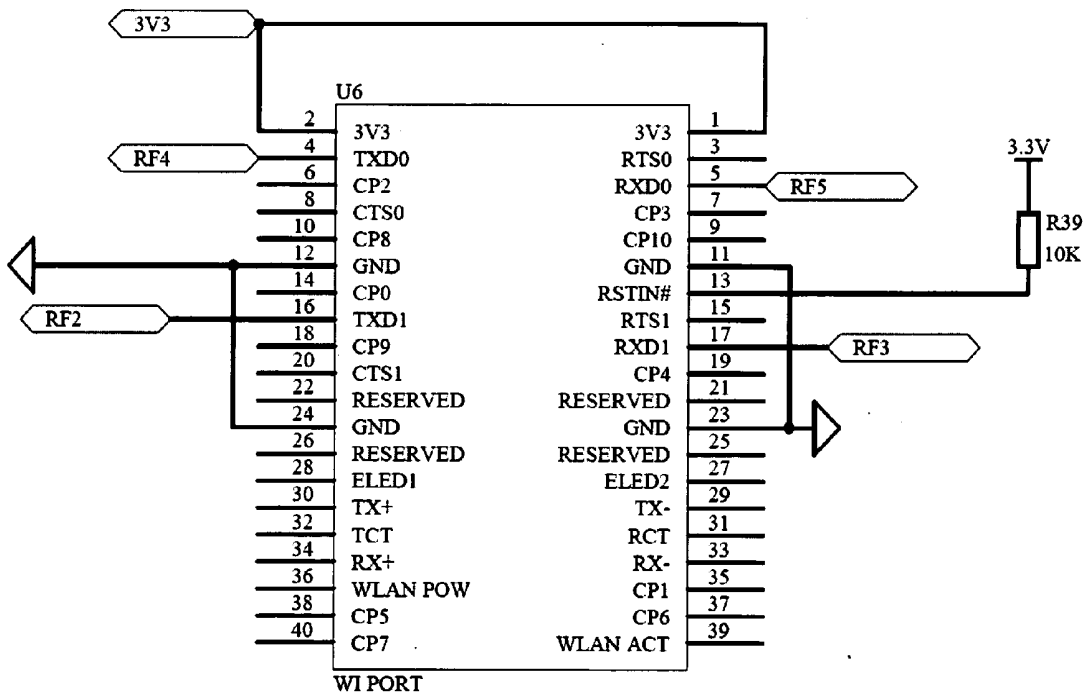 3V3
U6
2 3V3 3V3 1
RF4 4 TXD0 RTS0 3 3.3V
6 CP2 RXD0 5 RF5
8 CTS0 CP3 7 R39
10 CP8 CP10 9 10K
12 GND GND 11
14 CP0 RSTIN# 13
RF2 16 TXD1 RTS1 15
18 CP9 RXD1 17 RF3
20 CTS1 CP4 19
22 RESERVED RESERVED 21
24 GND GND 23
26 RESERVED RESERVED 25
28 ELED1 ELED2 27
30 TX+ TX- 29
32 TCT RCT 31
34 RX+ RX- 33
36 WLAN POW CP1 35
38 CP5 CP6 37
40 CP7 WLAN ACT 39
WI PORT